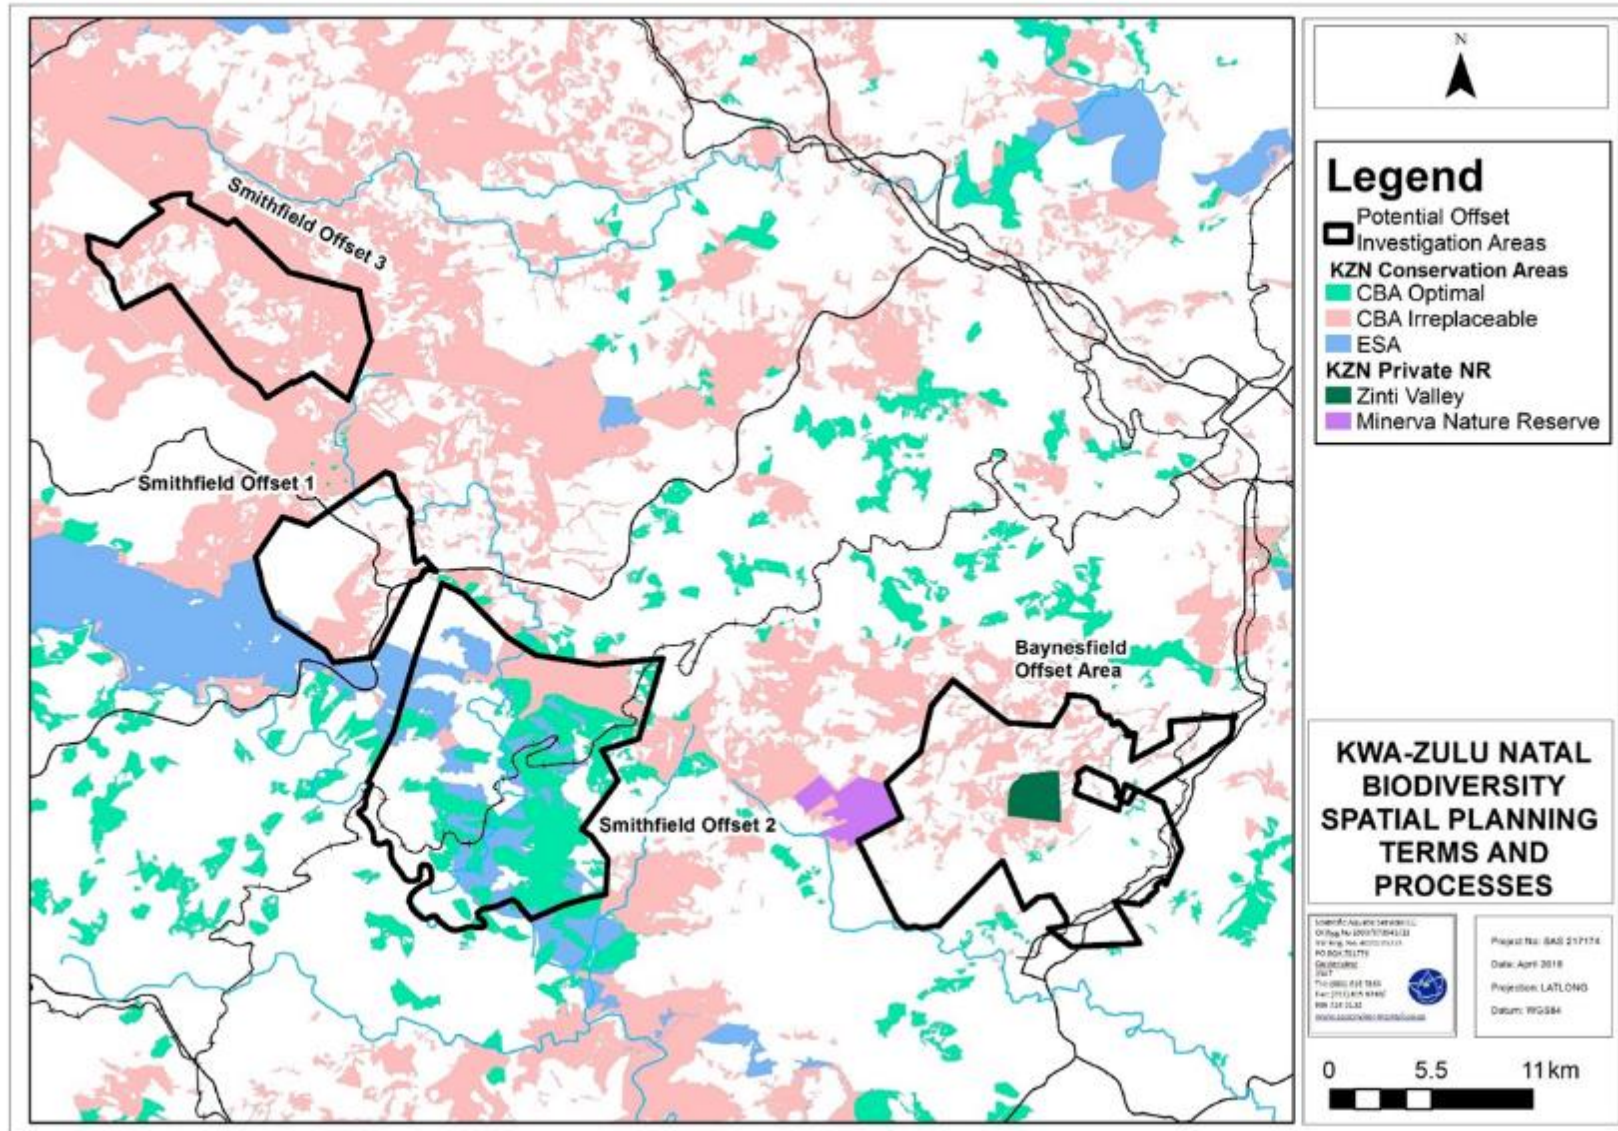 Smithfield Offset 3
Smithfield Offset 1
Smithfield Offset 2
Baynesfield
Offset Area
N
Legend
Potential Offset
Investigation Areas
KZN Conservation Areas
CBA Optimal
CBA Irreplaceable
ESA
KZN Private NR
Zinti Valley
Minerva Nature Reserve
KWA-ZULU NATAL
BIODIVERSITY
SPATIAL PLANNING
TERMS AND
PROCESSES
Project No: SAS 217174
Date: April 2018
Projection: LATLONG
Datum: WGS84
0 5.5 11 km